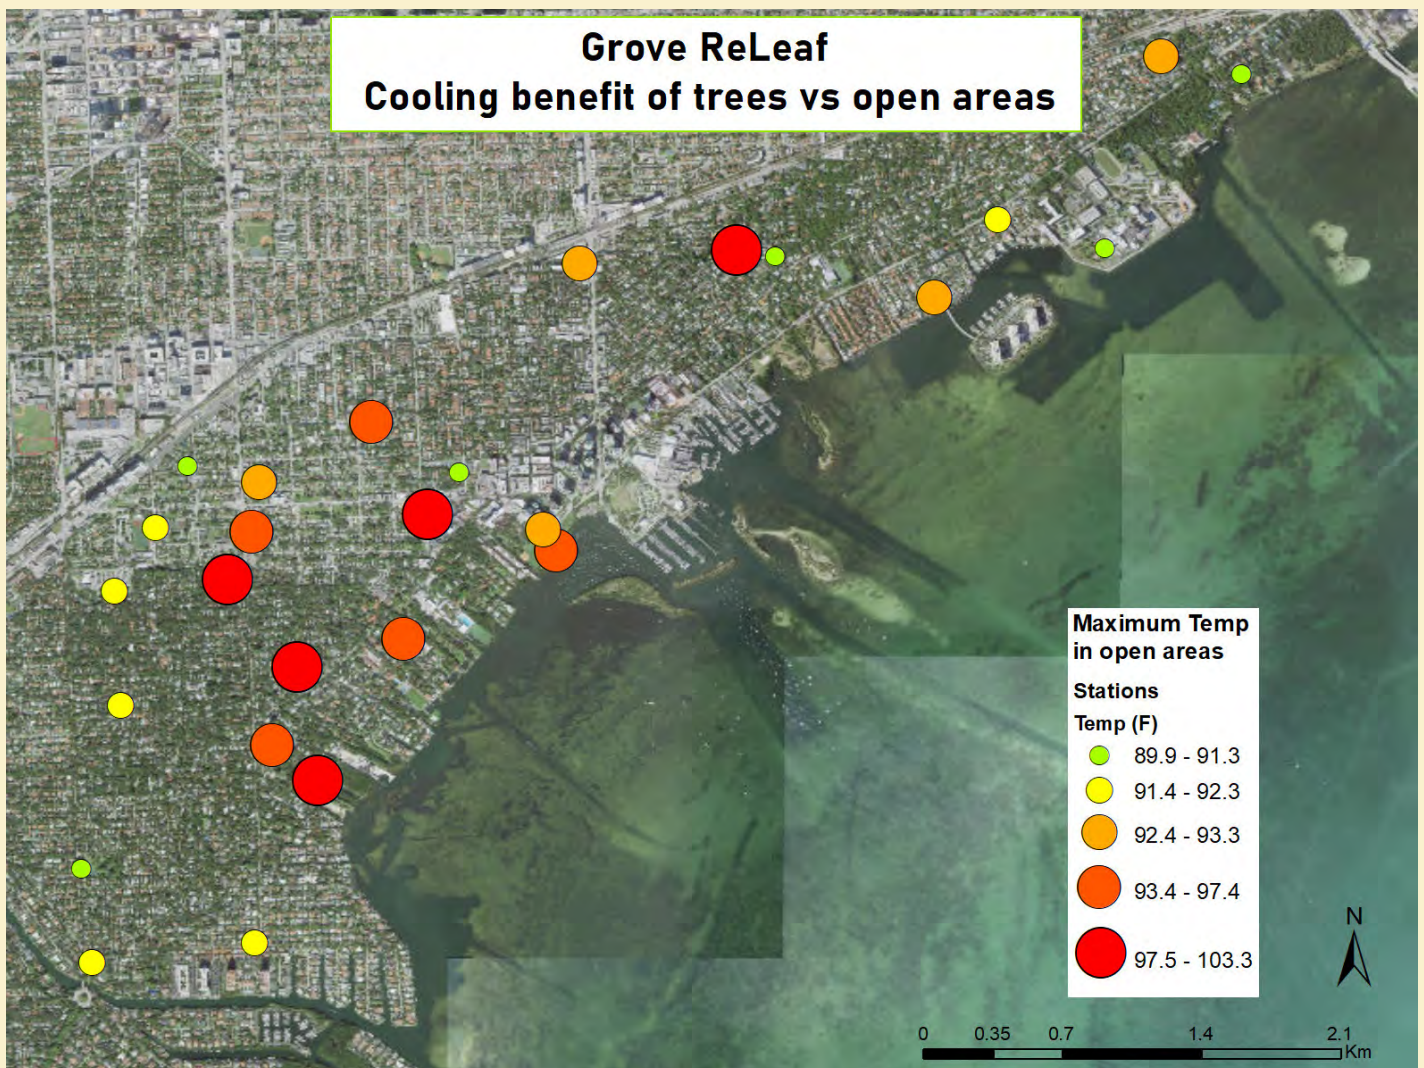 Grove ReLeaf
Cooling benefit of trees vs open areas
Maximum Temp
in open areas
Stations
Temp (F)
89.9 - 91.3
91.4 - 92.3
92.4 - 93.3
93.4 - 97.4
97.5 - 103.3
N
0 0.35 0.7 1.4 2.1
Km